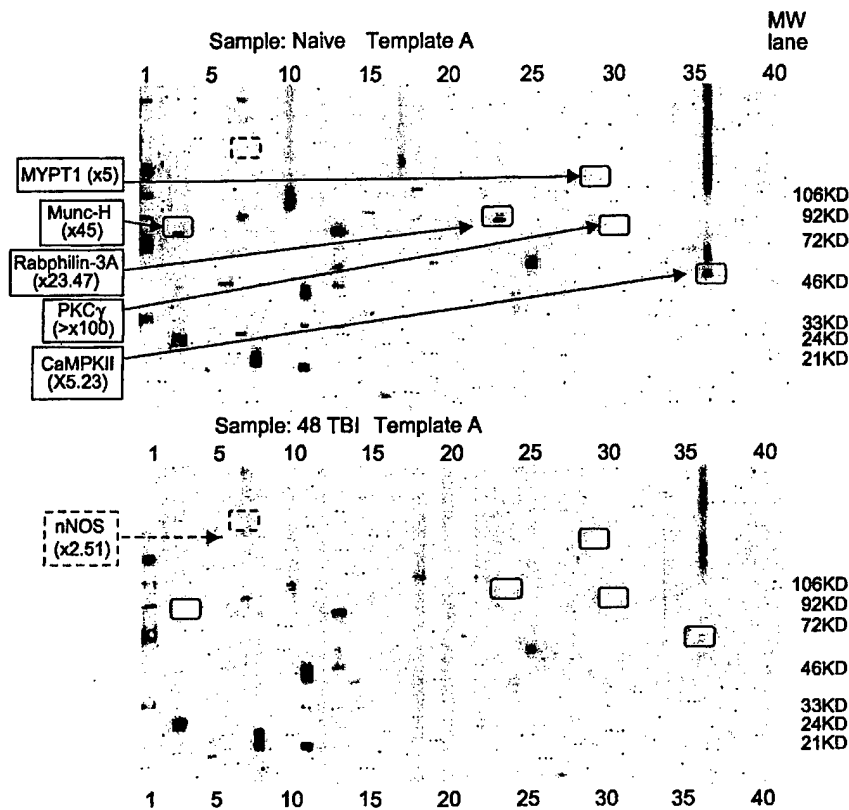 MW
lane
Sample: Naive Template A
1 5 10 15 20 25 30 35 40
MYPT1 (x5)
Munc-H
(x45)
Rabphilin-3A
(x23.47)
PKCγ
(>x100)
CaMPKII
(X5.23)
106KD
92KD
72KD
46KD
33KD
24KD
21KD
Sample: 48 TBI Template A
1 5 10 15 20 25 30 35 40
nNOS
(x2.51)
106KD
92KD
72KD
46KD
33KD
24KD
21KD
1 5 10 15 20 25 30 35 40